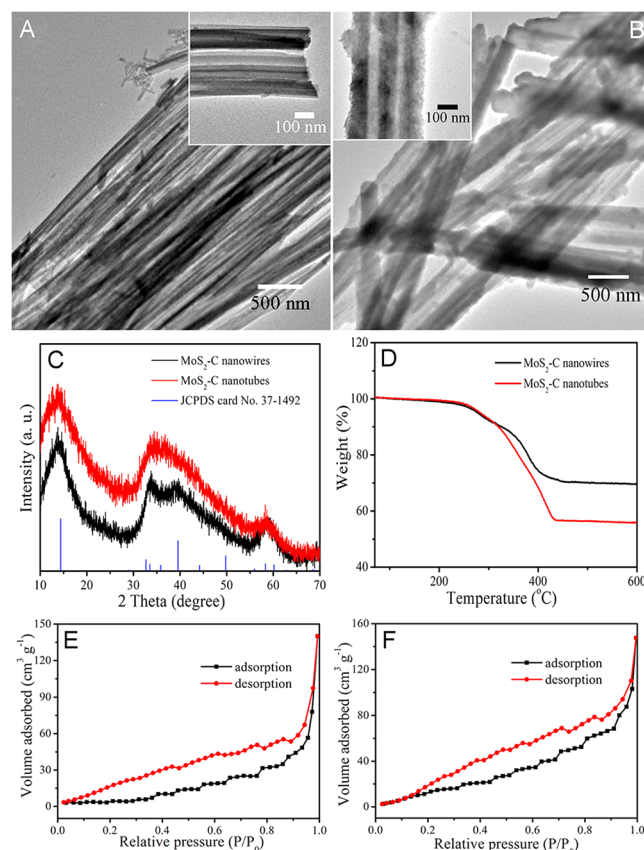 A
100 nm
500 nm
B
100 nm
500 nm
C
MoS2-C nanowires
MoS2-C nanotubes
JCPDS card No. 37-1492
Intensity (a. u.)
10 20 30 40 50 60 70
2 Theta (degree)
D
MoS2-C nanowires
MoS2-C nanotubes
Weight (%)
120
100
80
60
40
200 400 600
Temperature (°C)
E
adsorption
desorption
Volume adsorbed (cm³ g⁻¹)
150
120
90
60
30
0
0.0 0.2 0.4 0.6 0.8 1.0
Relative pressure (P/P0)
F
adsorption
desorption
Volume adsorbed (cm³ g⁻¹)
160
120
80
40
0
0.0 0.2 0.4 0.6 0.8 1.0
Relative pressure (P/P0)